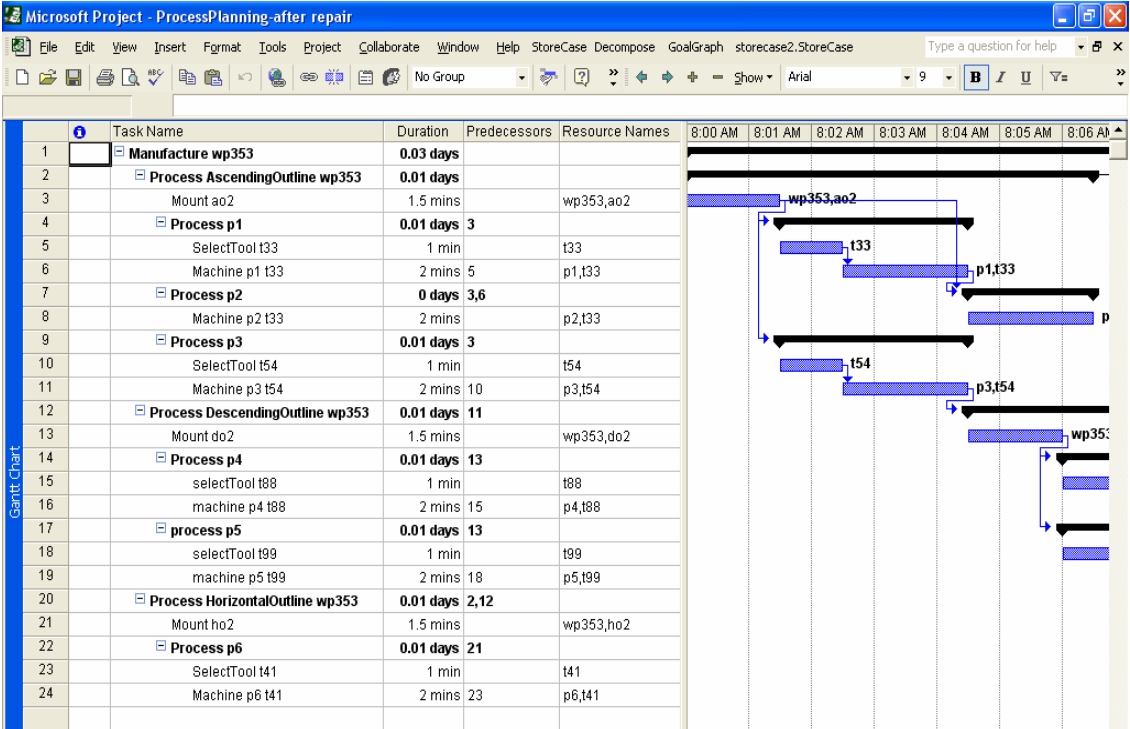 Microsoft Project - ProcessPlanning-after repair
File Edit View Insert Format Tools Project Collaborate Window Help StoreCase Decompose GoalGraph storecase2.StoreCase Type a question for help
ABC No Group Show Arial 9 B I U
Task Name Duration Predecessors Resource Names 8:00 AM 8:01 AM 8:02 AM 8:03 AM 8:04 AM 8:05 AM 8:06 AM
1 Manufacture wp353 0.03 days
2 Process AscendingOutline wp353 0.01 days
3 Mount ao2 1.5 mins wp353,ao2 wp353,ao2
4 Process p1 0.01 days 3
5 SelectTool t33 1 min t33 t33
6 Machine p1 t33 2 mins 5 p1,t33 p1,t33
7 Process p2 0 days 3,6
8 Machine p2 t33 2 mins p2,t33 p
9 Process p3 0.01 days 3
10 SelectTool t54 1 min t54 t54
11 Machine p3 t54 2 mins 10 p3,t54 p3,t54
12 Process DescendingOutline wp353 0.01 days 11
13 Mount do2 1.5 mins wp353,do2 wp353
14 Process p4 0.01 days 13
15 selectTool t88 1 min t88
16 machine p4 t88 2 mins 15 p4,t88
17 process p5 0.01 days 13
18 selectTool t99 1 min t99
19 machine p5 t99 2 mins 18 p5,t99
20 Process HorizontalOutline wp353 0.01 days 2,12
21 Mount ho2 1.5 mins wp353,ho2
22 Process p6 0.01 days 21
23 SelectTool t41 1 min t41
24 Machine p6 t41 2 mins 23 p6,t41
Gantt Chart